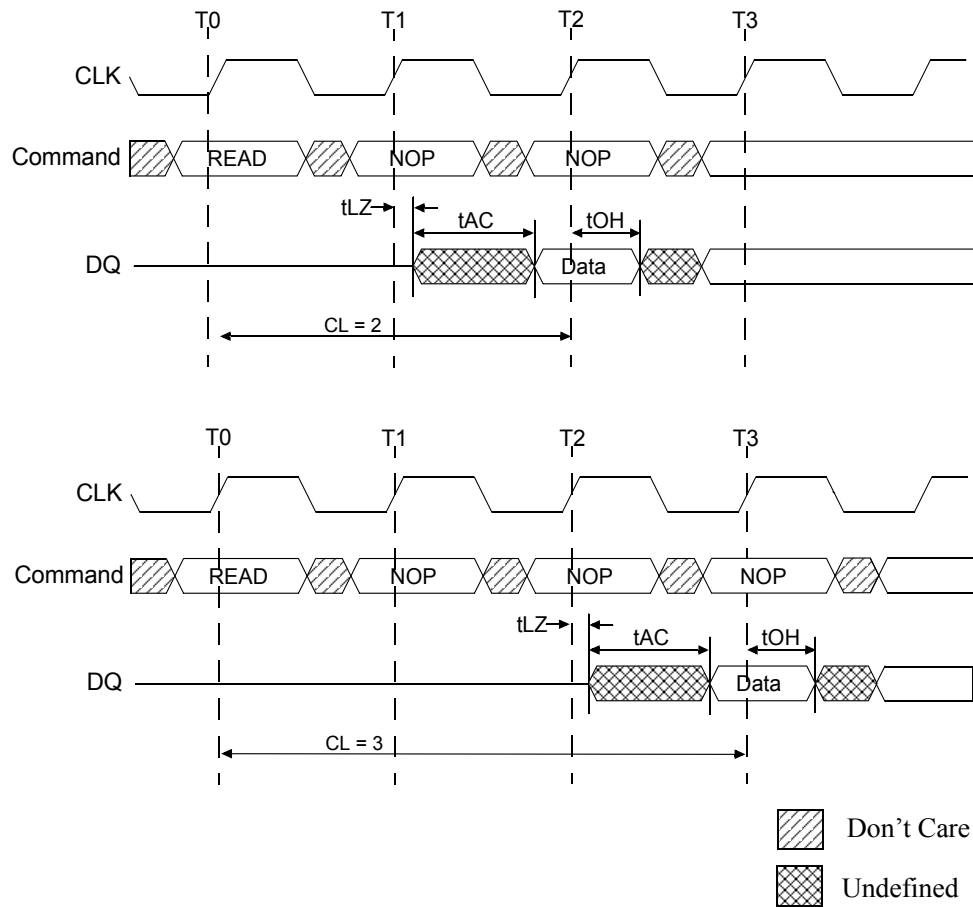 T0 T1 T2 T3
CLK
Command READ NOP NOP
tLZ tAC tOH
DQ Data
CL = 2
T0 T1 T2 T3
CLK
Command READ NOP NOP NOP
tLZ tAC tOH
DQ Data
CL = 3
Don't Care
Undefined